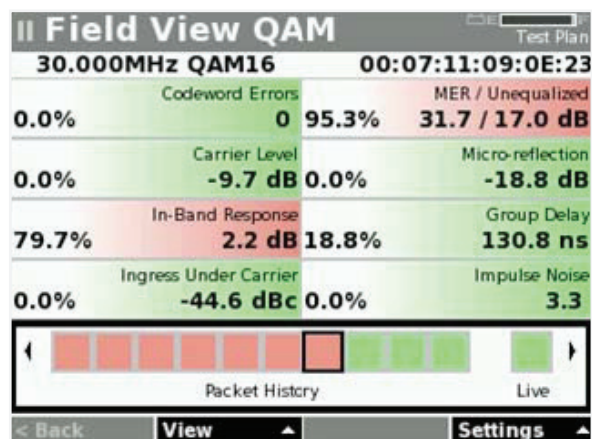 Field View QAM
E F
Test Plan
30.000MHz QAM16 00:07:11:09:0E:23
Codeword Errors
0.0% 0
MER / Unequalized
95.3% 31.7 / 17.0 dB
Carrier Level
0.0% -9.7 dB
Micro-reflection
0.0% -18.8 dB
In-Band Response
79.7% 2.2 dB
Group Delay
18.8% 130.8 ns
Ingress Under Carrier
0.0% -44.6 dBc
Impulse Noise
0.0% 3.3
Packet History Live
< Back View Settings